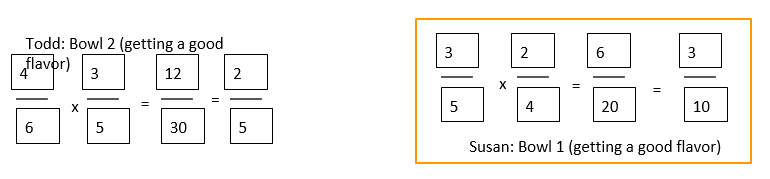 Todd: Bowl 2 (getting a good
flavor)
4 3 12 2
x = =
6 5 30 5
3 2 6 3
x = =
5 4 20 10
Susan: Bowl 1 (getting a good flavor)